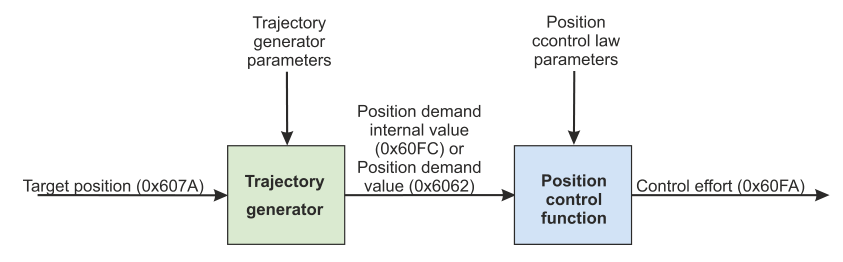 Trajectory
generator
parameters
Position
ccontrol law
parameters
Position demand
internal value
(0x60FC) or
Position demand
value (0x6062)
Target position (0x607A)
Trajectory
generator
Position
control
function
Control effort (0x60FA)